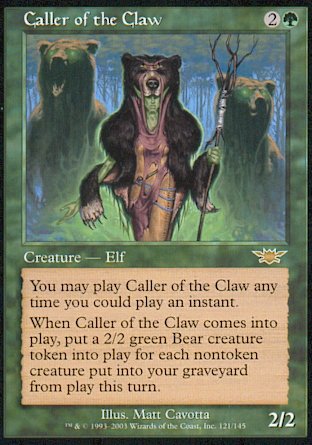 Caller of the Claw 2
Creature — Elf
You may play Caller of the Claw any
time you could play an instant.
When Caller of the Claw comes into
play, put a 2/2 green Bear creature
token into play for each nontoken
creature put into your graveyard
from play this turn.
Illus. Matt Cavotta
™ & © 1993-2003 Wizards of the Coast, Inc. 121/145
2/2